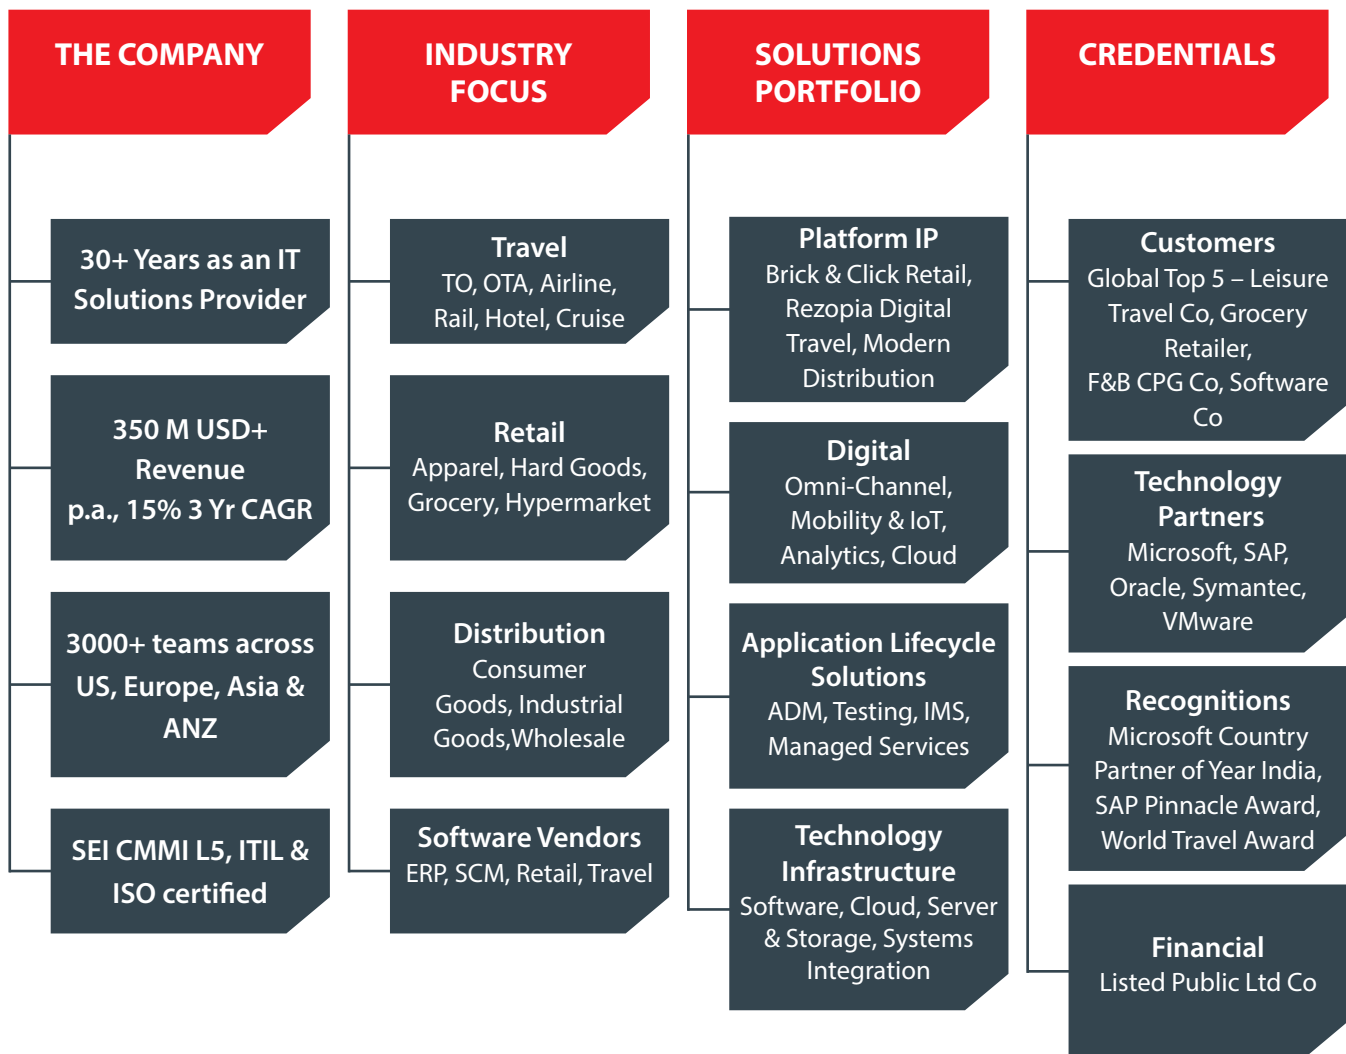 THE COMPANY
30+ Years as an IT
Solutions Provider
350 M USD+
Revenue
p.a., 15% 3 Yr CAGR
3000+ teams across
US, Europe, Asia &
ANZ
SEI CMMI L5, ITIL &
ISO certified
INDUSTRY
FOCUS
Travel
TO, OTA, Airline,
Rail, Hotel, Cruise
Retail
Apparel, Hard Goods,
Grocery, Hypermarket
Distribution
Consumer
Goods, Industrial
Goods,Wholesale
Software Vendors
ERP, SCM, Retail, Travel
SOLUTIONS
PORTFOLIO
Platform IP
Brick & Click Retail,
Rezopia Digital
Travel, Modern
Distribution
Digital
Omni-Channel,
Mobility & IoT,
Analytics, Cloud
Application Lifecycle
Solutions
ADM, Testing, IMS,
Managed Services
Technology
Infrastructure
Software, Cloud, Server
& Storage, Systems
Integration
CREDENTIALS
Customers
Global Top 5 – Leisure
Travel Co, Grocery
Retailer,
F&B CPG Co, Software
Co
Technology
Partners
Microsoft, SAP,
Oracle, Symantec,
VMware
Recognitions
Microsoft Country
Partner of Year India,
SAP Pinnacle Award,
World Travel Award
Financial
Listed Public Ltd Co